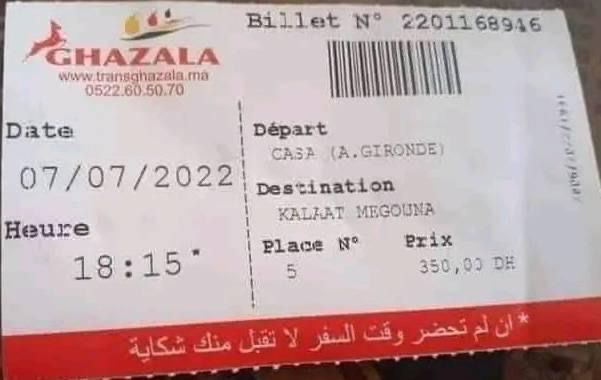 GHAZALA
www.transghazala.ma
0522.60.50.70
Billet N° 2201168946
Date
07/07/2022
Heure
18:15*
Départ
CASA (A.GIRONDE)
Destination
KALAAT MEGOUNA
Place N° Prix
5 350,00 DH
* ان لم تحضر وقت السفر لا تقبل منك شكاية